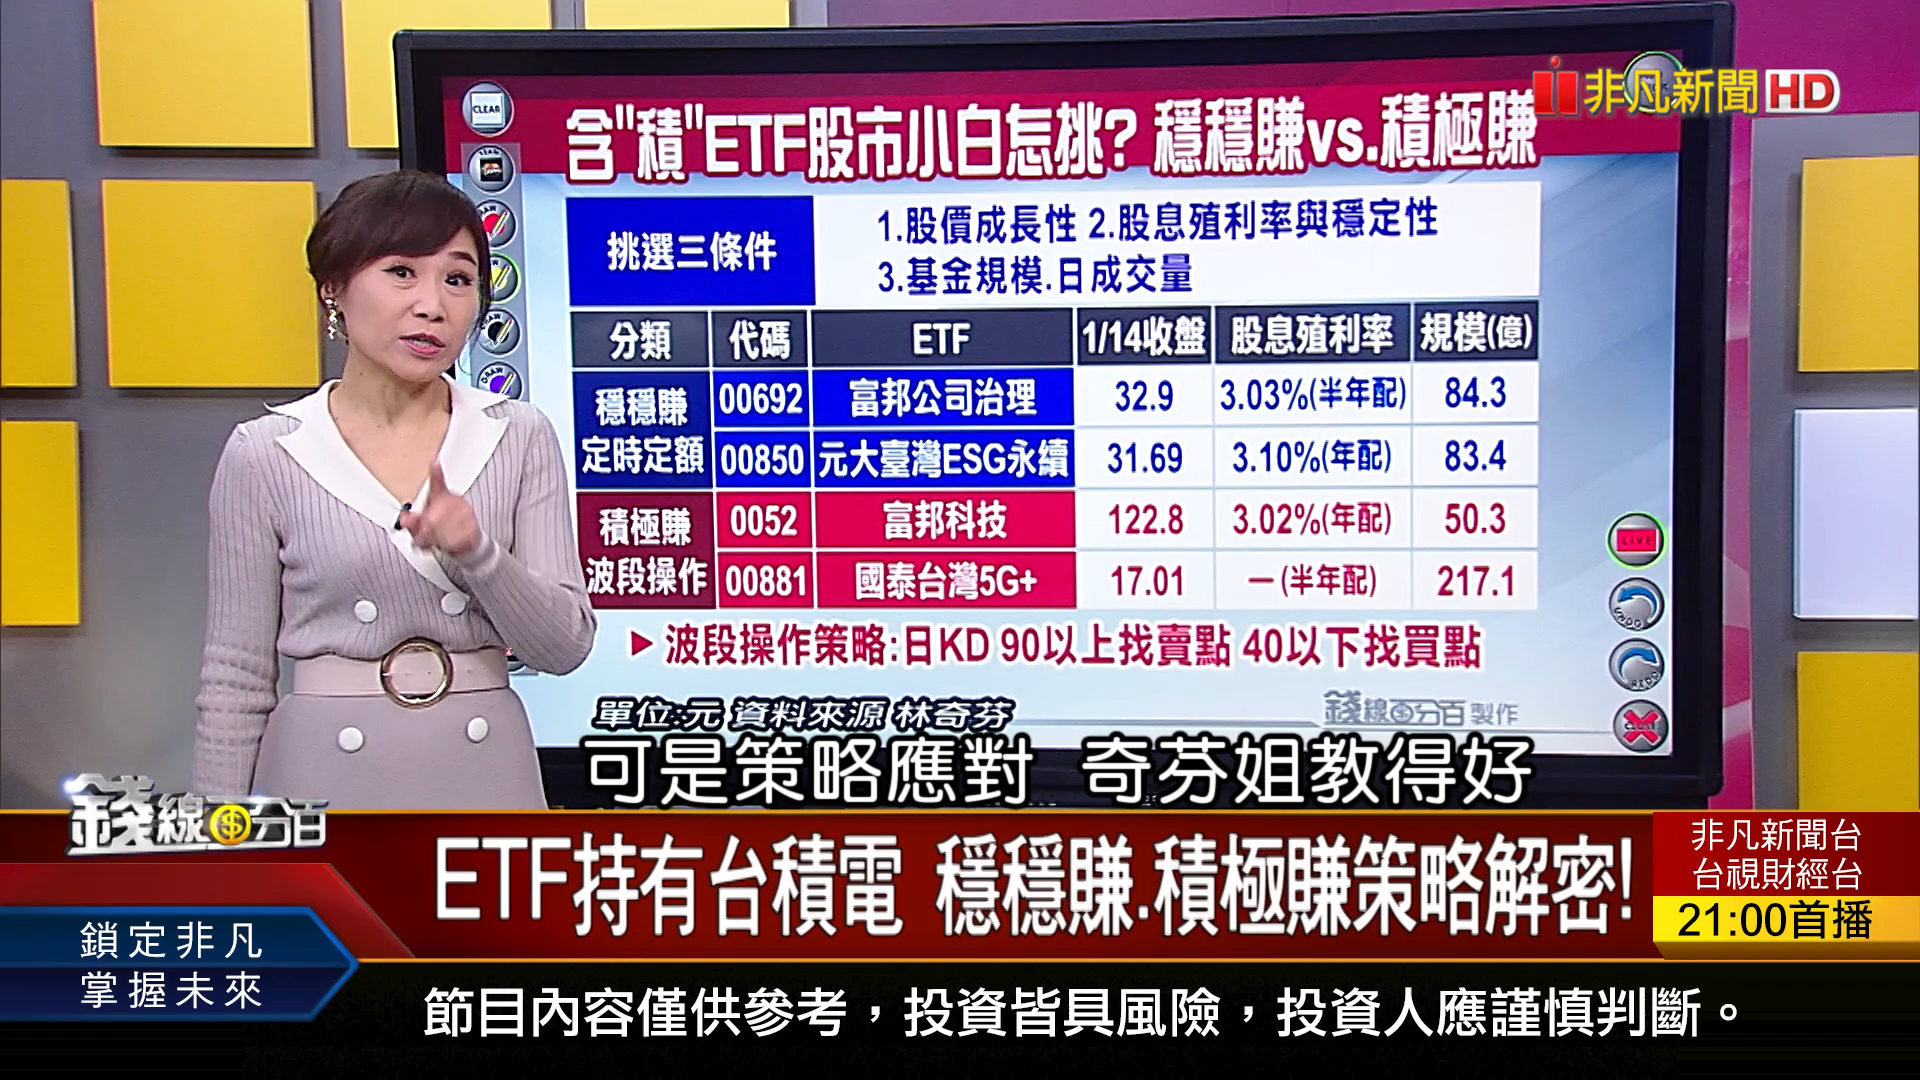 非凡新聞HD
CLEAR
含"積"ETF股市小白怎挑? 穩穩賺vs.積極賺
挑選三條件
1.股價成長性 2.股息殖利率與穩定性
3.基金規模.日成交量
分類 代碼 ETF 1/14收盤 股息殖利率 規模(億)
穩穩賺
定時定額
00692 富邦公司治理 32.9 3.03%(半年配) 84.3
00850 元大臺灣ESG永續 31.69 3.10%(年配) 83.4
積極賺
波段操作
0052 富邦科技 122.8 3.02%(年配) 50.3
00881 國泰台灣5G+ 17.01 —(半年配) 217.1
LIVE
UNDO
REDO
▶波段操作策略:日KD 90以上找賣點 40以下找買點
單位:元 資料來源 林奇芬
錢線百分百 製作
可是策略應對 奇芬姐教得好
錢線百分百
ETF持有台積電 穩穩賺.積極賺策略解密!
非凡新聞台
台視財經台
21:00首播
鎖定非凡
掌握未來
節目內容僅供參考，投資皆具風險，投資人應謹慎判斷。